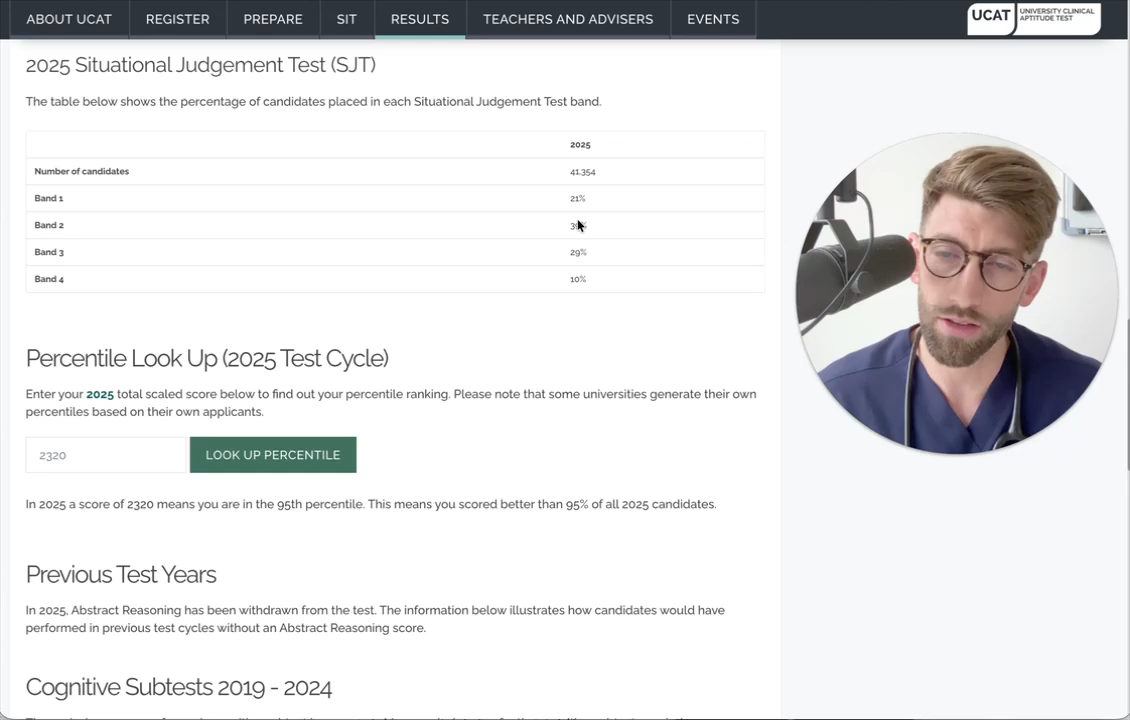 ABOUT UCAT REGISTER PREPARE SIT RESULTS TEACHERS AND ADVISERS EVENTS
UCAT UNIVERSITY CLINICAL
APTITUDE TEST
2025 Situational Judgement Test (SJT)
The table below shows the percentage of candidates placed in each Situational Judgement Test band.
2025
Number of candidates 41,354
Band 1 21%
Band 2
Band 3 29%
Band 4 10%
Percentile Look Up (2025 Test Cycle)
Enter your 2025 total scaled score below to find out your percentile ranking. Please note that some universities generate their own
percentiles based on their own applicants.
2320 LOOK UP PERCENTILE
In 2025 a score of 2320 means you are in the 95th percentile. This means you scored better than 95% of all 2025 candidates.
Previous Test Years
In 2025, Abstract Reasoning has been withdrawn from the test. The information below illustrates how candidates would have
performed in previous test cycles without an Abstract Reasoning score.
Cognitive Subtests 2019 - 2024